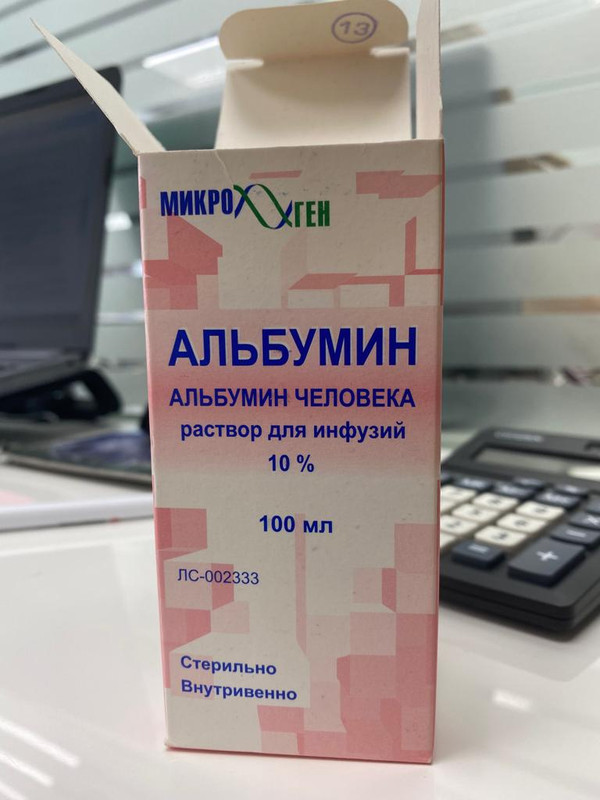 13
МИКРОГЕН
АЛЬБУМИН
АЛЬБУМИН ЧЕЛОВЕКА
раствор для инфузий
10 %
100 мл
ЛС-002333
Стерильно
Внутривенно